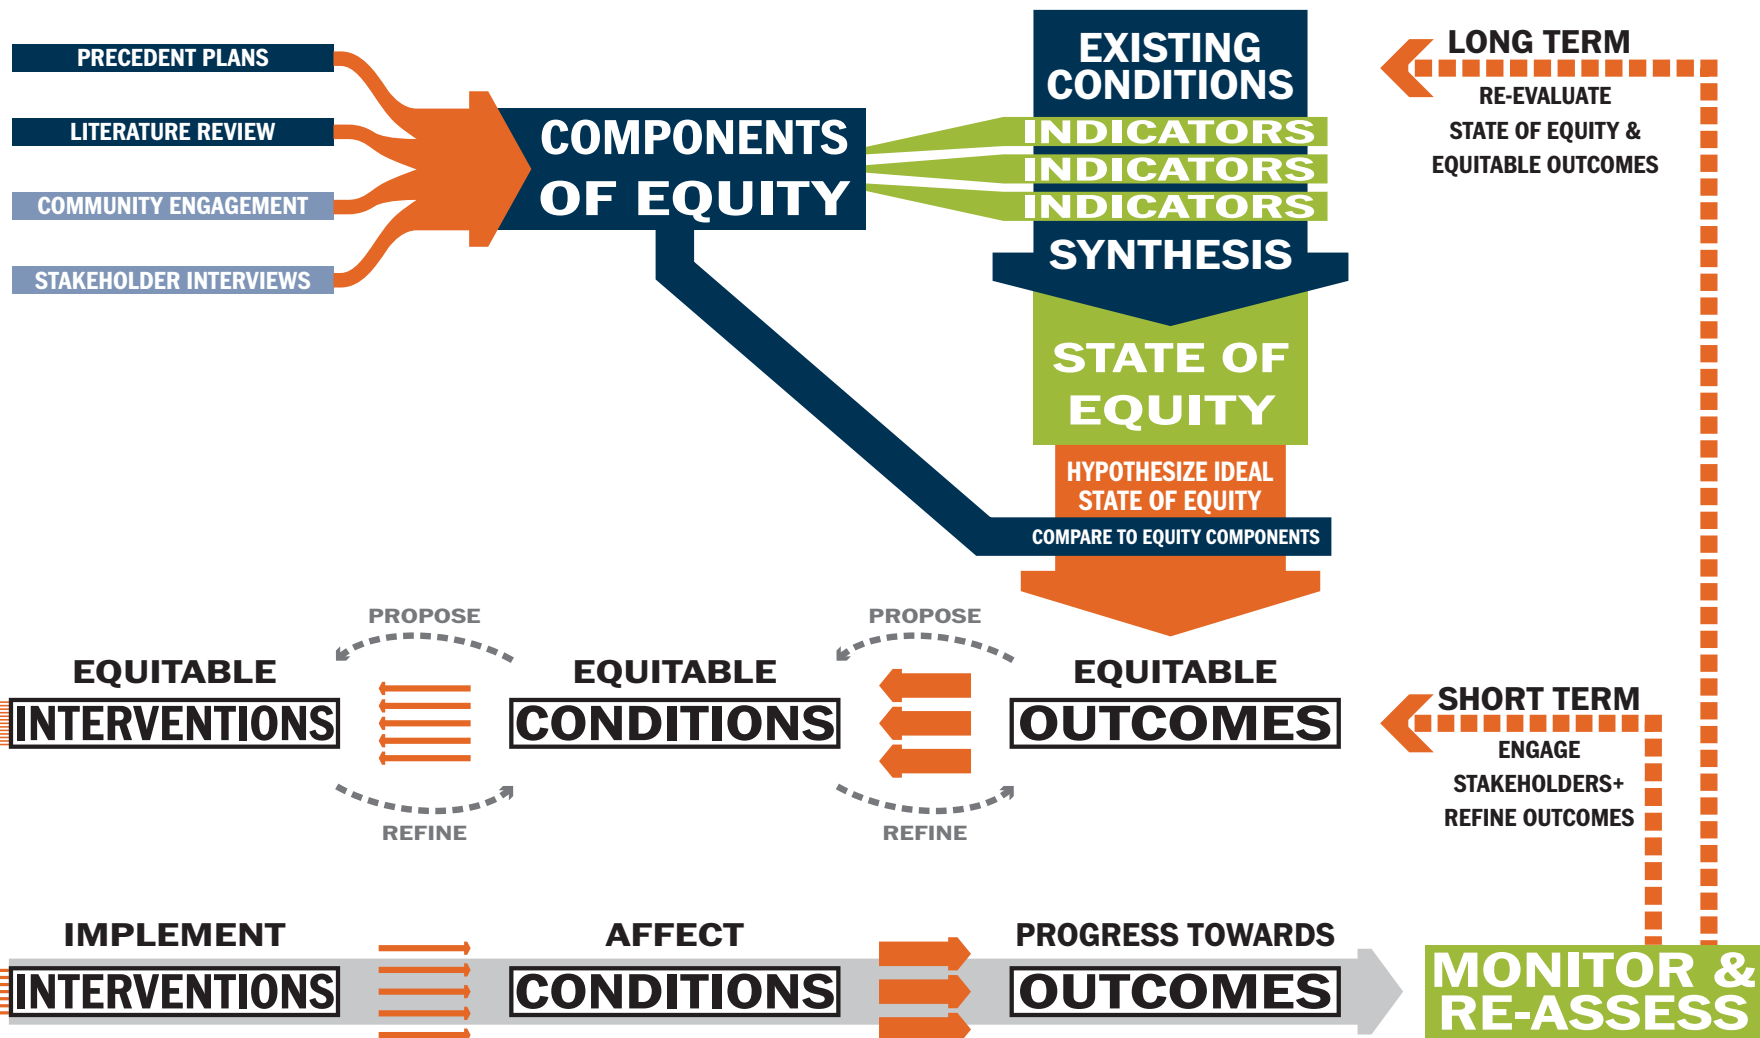 PRECEDENT PLANS
LITERATURE REVIEW
COMMUNITY ENGAGEMENT
STAKEHOLDER INTERVIEWS
COMPONENTS
OF EQUITY
EXISTING
CONDITIONS
INDICATORS
INDICATORS
INDICATORS
SYNTHESIS
STATE OF
EQUITY
HYPOTHESIZE IDEAL
STATE OF EQUITY
COMPARE TO EQUITY COMPONENTS
LONG TERM
RE-EVALUATE
STATE OF EQUITY &
EQUITABLE OUTCOMES
PROPOSE
PROPOSE
EQUITABLE
INTERVENTIONS
EQUITABLE
CONDITIONS
EQUITABLE
OUTCOMES
REFINE
REFINE
SHORT TERM
ENGAGE
STAKEHOLDERS+
REFINE OUTCOMES
IMPLEMENT
INTERVENTIONS
AFFECT
CONDITIONS
PROGRESS TOWARDS
OUTCOMES
MONITOR &
RE-ASSESS